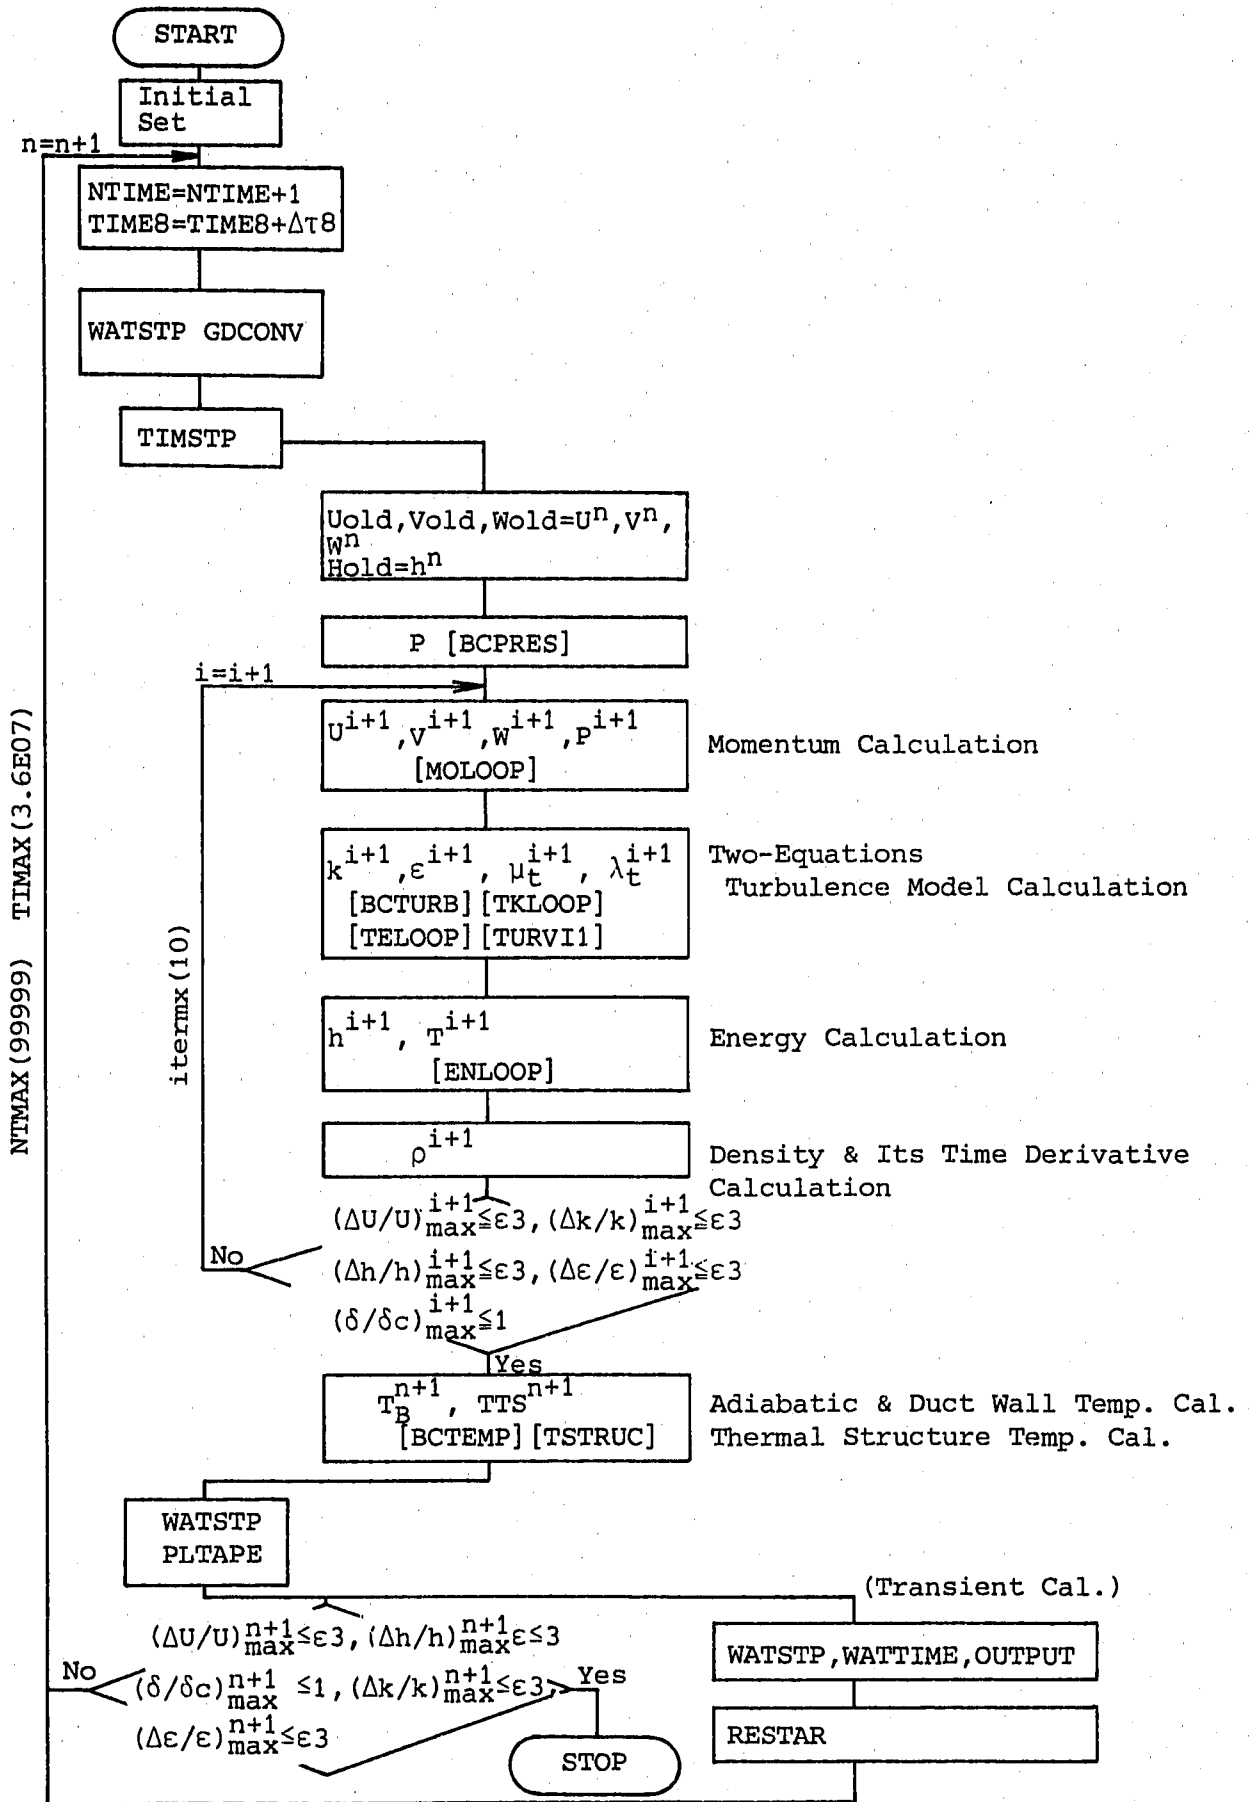 START
Initial
Set
n=n+1
NTIME=NTIME+1
TIME8=TIME8+Δτ8
WATSTP GDCONV
TIMSTP
Uold,Vold,Wold=Uⁿ,Vⁿ,
Wⁿ
Hold=hⁿ
P [BCPRES]
i=i+1
U^{i+1},V^{i+1},W^{i+1},P^{i+1}
[MOLOOP]
Momentum Calculation
k^{i+1},ε^{i+1}, μ_t^{i+1}, λ_t^{i+1}
[BCTURB][TKLOOP]
[TELOOP][TURVI1]
Two-Equations
Turbulence Model Calculation
h^{i+1}, T^{i+1}
[ENLOOP]
Energy Calculation
ρ^{i+1}
Density & Its Time Derivative
Calculation
NTMAX(99999) TIMAX(3.6E07)
itermx(10)
(ΔU/U)_{max}^{i+1}≦ε3,(Δk/k)_{max}^{i+1}≦ε3
No
(Δh/h)_{max}^{i+1}≦ε3,(Δε/ε)_{max}^{i+1}≦ε3
(δ/δc)_{max}^{i+1}≦1
Yes
T_B^{n+1}, TTS^{n+1}
[BCTEMP][TSTRUC]
Adiabatic & Duct Wall Temp. Cal.
Thermal Structure Temp. Cal.
WATSTP
PLTAPE
(Transient Cal.)
(ΔU/U)_{max}^{n+1}≤ε3,(Δh/h)_{max}^{n+1}ε≤3
No
(δ/δc)_{max}^{n+1} ≤1,(Δk/k)_{max}^{n+1}≤ε3,
Yes
(Δε/ε)_{max}^{n+1}≤ε3
STOP
WATSTP,WATTIME,OUTPUT
RESTAR